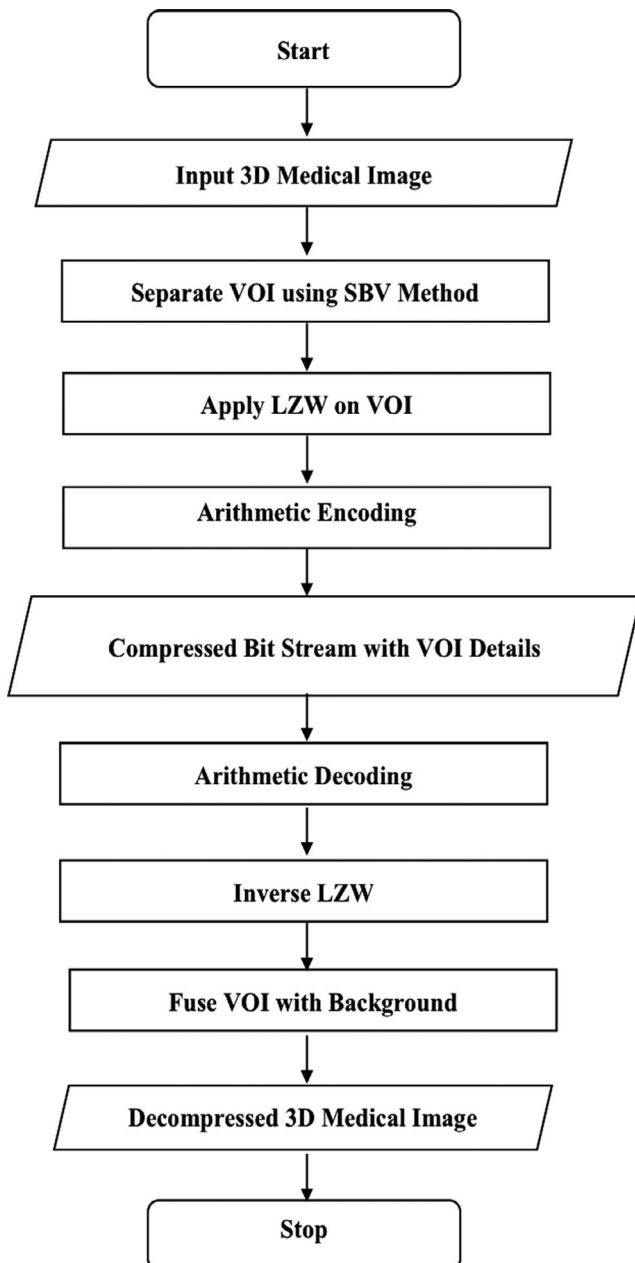 Start
Input 3D Medical Image
Separate VOI using SBV Method
Apply LZW on VOI
Arithmetic Encoding
Compressed Bit Stream with VOI Details
Arithmetic Decoding
Inverse LZW
Fuse VOI with Background
Decompressed 3D Medical Image
Stop